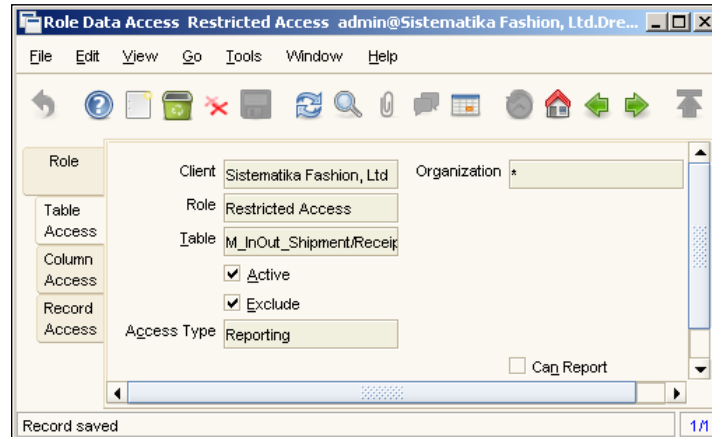 Role Data Access Restricted Access admin@Sistematika Fashion, Ltd.Dre...
File Edit View Go Tools Window Help
Role
Client Sistematika Fashion, Ltd Organization *
Role Restricted Access
Table Access
Table M_InOut_Shipment/Receip
Active
Column Access
Exclude
Record Access
Access Type Reporting
Can Report
Record saved 1/1